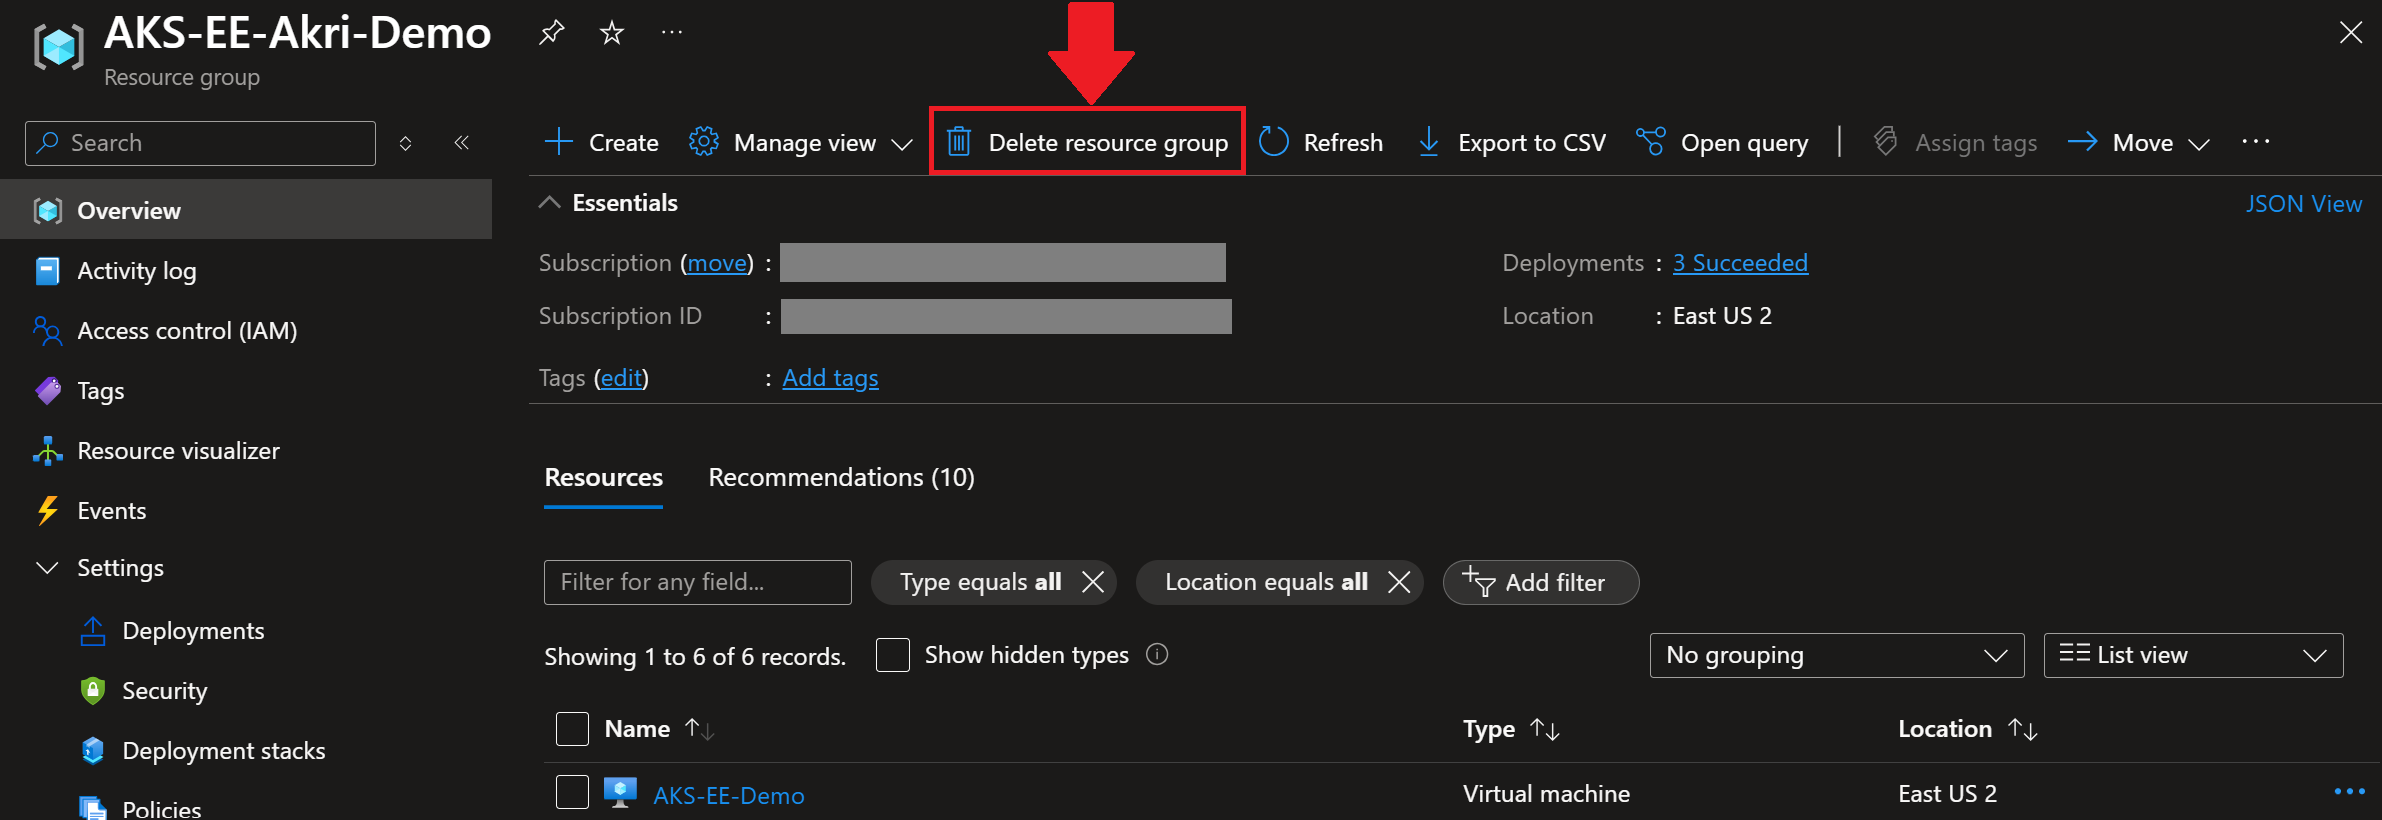 AKS-EE-Akri-Demo
Resource group
Search
Create Manage view Delete resource group Refresh Export to CSV Open query Assign tags Move
Overview
Activity log
Access control (IAM)
Tags
Resource visualizer
Events
Settings
Deployments
Security
Deployment stacks
Policies
Essentials
JSON View
Subscription (move) :
Deployments : 3 Succeeded
Subscription ID :
Location : East US 2
Tags (edit) : Add tags
Resources Recommendations (10)
Filter for any field... Type equals all Location equals all Add filter
Showing 1 to 6 of 6 records. Show hidden types No grouping List view
Name Type Location
AKS-EE-Demo Virtual machine East US 2